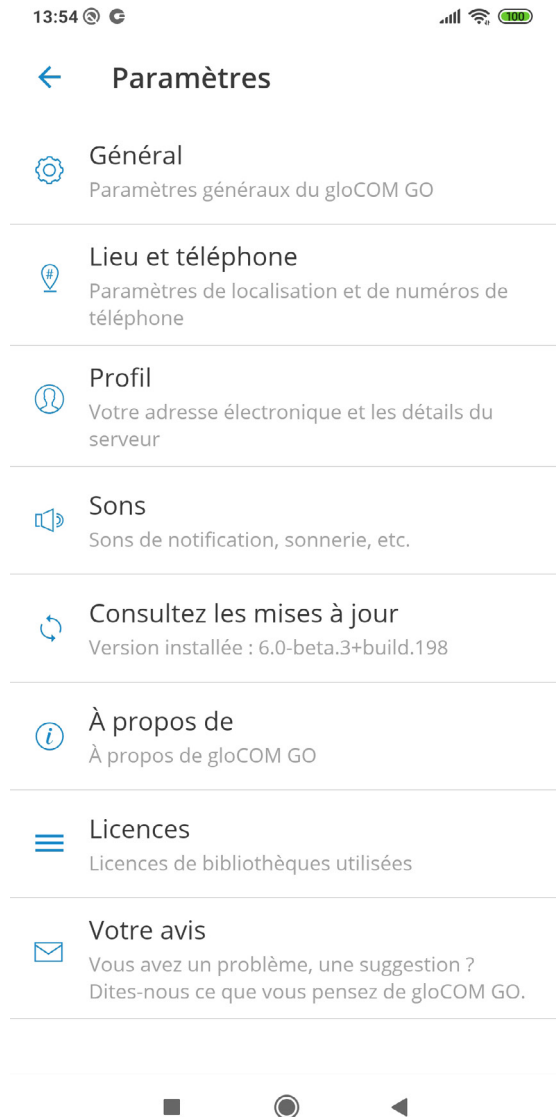 13:54
100
Paramètres
Général
Paramètres généraux du gloCOM GO
#
Lieu et téléphone
Paramètres de localisation et de numéros de
téléphone
Profil
Votre adresse électronique et les détails du
serveur
Sons
Sons de notification, sonnerie, etc.
Consultez les mises à jour
Version installée : 6.0-beta.3+build.198
i
À propos de
À propos de gloCOM GO
Licences
Licences de bibliothèques utilisées
Votre avis
Vous avez un problème, une suggestion ?
Dites-nous ce que vous pensez de gloCOM GO.